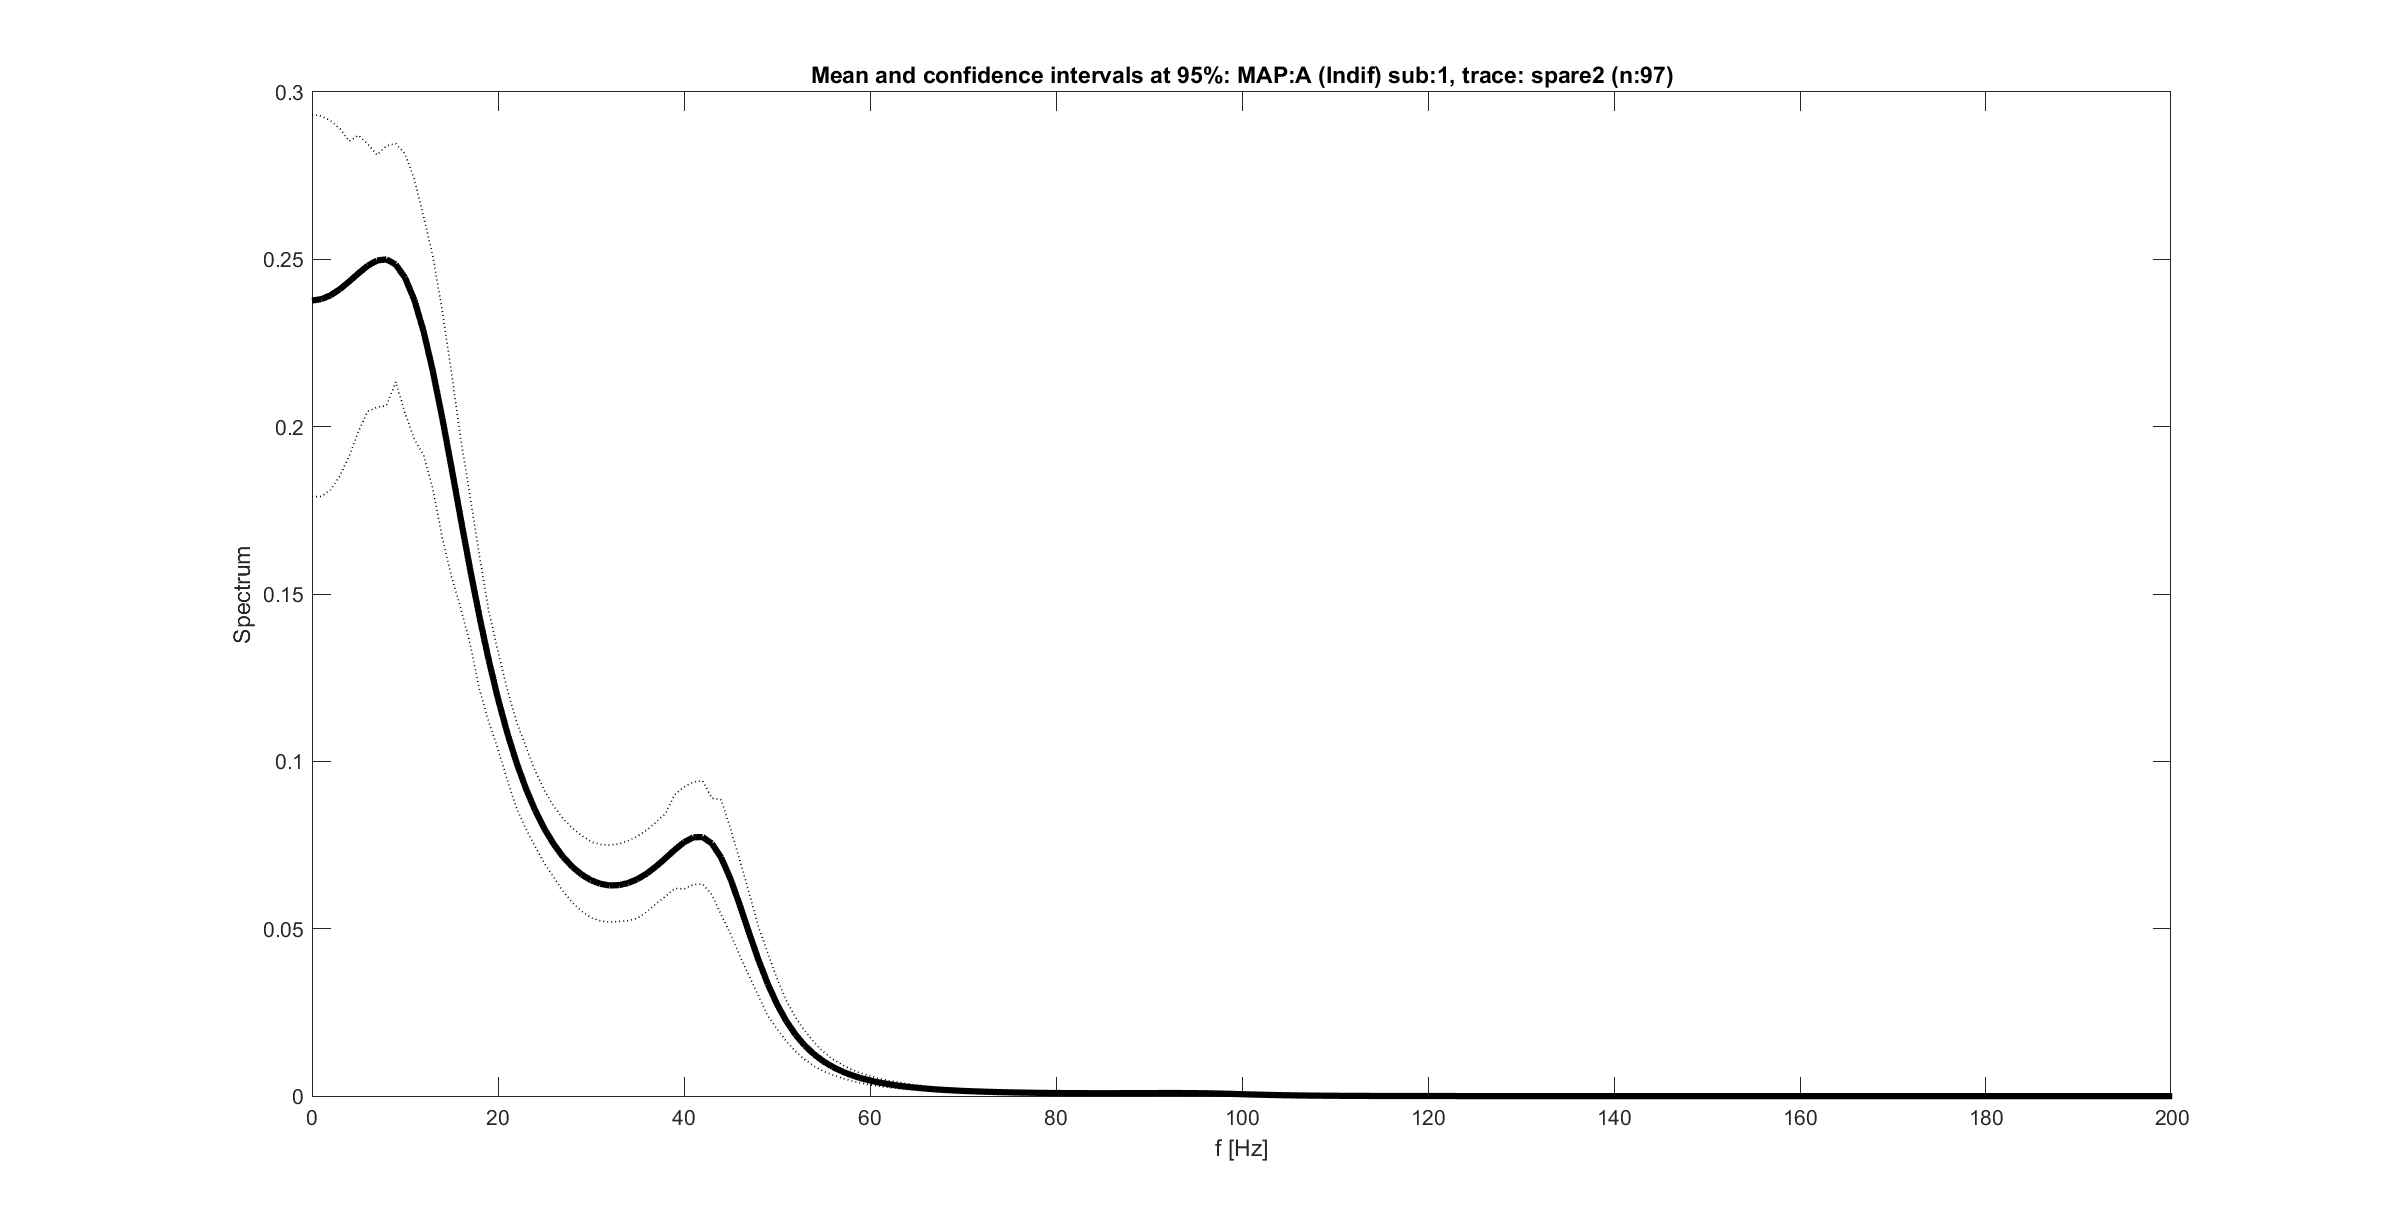 Mean and confidence intervals at 95%: MAP:A (Indif) sub:1, trace: spare2 (n:97)
0.3
0.25
0.2
0.15
0.1
0.05
0
Spectrum
0 20 40 60 80 100 120 140 160 180 200
f [Hz]